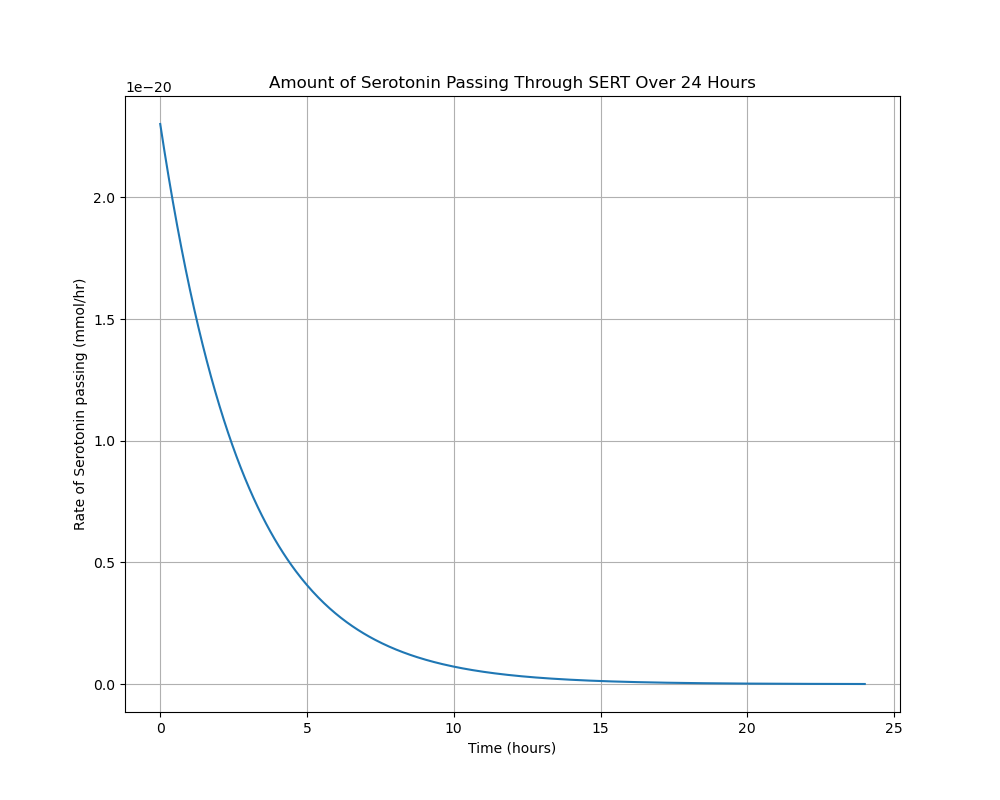 Amount of Serotonin Passing Through SERT Over 24 Hours
1e−20
2.0
1.5
1.0
0.5
0.0
Rate of Serotonin passing (mmol/hr)
0 5 10 15 20 25
Time (hours)